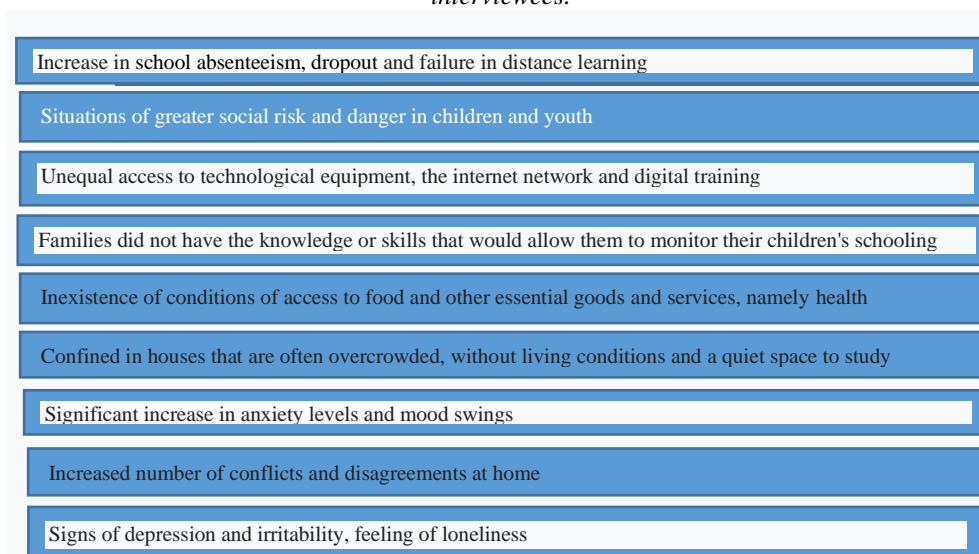 interviewees.
Increase in school absenteeism, dropout and failure in distance learning
Situations of greater social risk and danger in children and youth
Unequal access to technological equipment, the internet network and digital training
Families did not have the knowledge or skills that would allow them to monitor their children's schooling
Inexistence of conditions of access to food and other essential goods and services, namely health
Confined in houses that are often overcrowded, without living conditions and a quiet space to study
Significant increase in anxiety levels and mood swings
Increased number of conflicts and disagreements at home
Signs of depression and irritability, feeling of loneliness